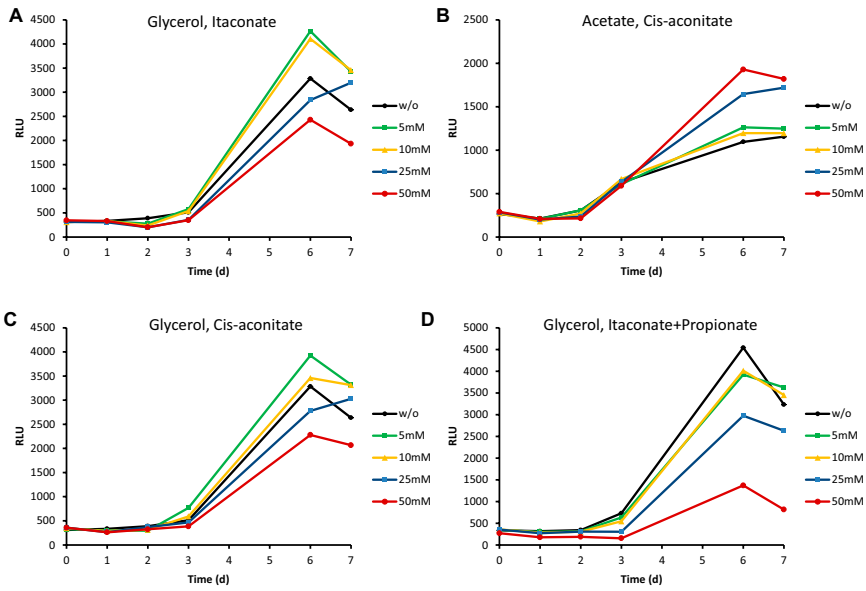 A
Glycerol, Itaconate
4500
4000
3500
3000
2500
2000
1500
1000
500
0
RLU
0 1 2 3 4 5 6 7
Time (d)
w/o
5mM
10mM
25mM
50mM
B
Acetate, Cis-aconitate
2500
2000
1500
1000
500
0
RLU
0 1 2 3 4 5 6 7
Time (d)
w/o
5mM
10mM
25mM
50mM
C
Glycerol, Cis-aconitate
4500
4000
3500
3000
2500
2000
1500
1000
500
0
RLU
0 1 2 3 4 5 6 7
Time (d)
w/o
5mM
10mM
25mM
50mM
D
Glycerol, Itaconate+Propionate
5000
4500
4000
3500
3000
2500
2000
1500
1000
500
0
RLU
0 1 2 3 4 5 6 7
Time (d)
w/o
5mM
10mM
25mM
50mM